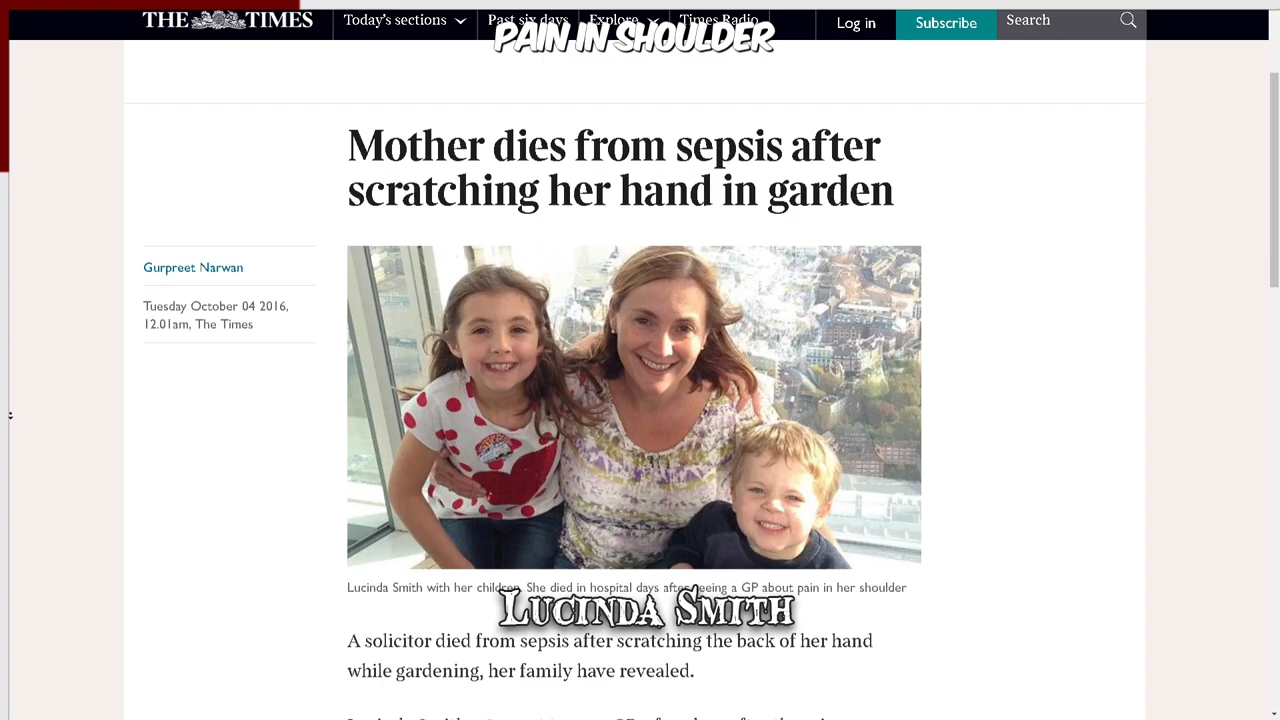 THE TIMES
Today's sections
Past six days
Explore
Times Radio
Log in
Subscribe
Search
PAIN IN SHOULDER
Mother dies from sepsis after
scratching her hand in garden
Gurpreet Narwan
Tuesday October 04 2016,
12.01am, The Times
Lucinda Smith with her children. She died in hospital days after seeing a GP about pain in her shoulder
Lucinda Smith
A solicitor died from sepsis after scratching the back of her hand
while gardening, her family have revealed.